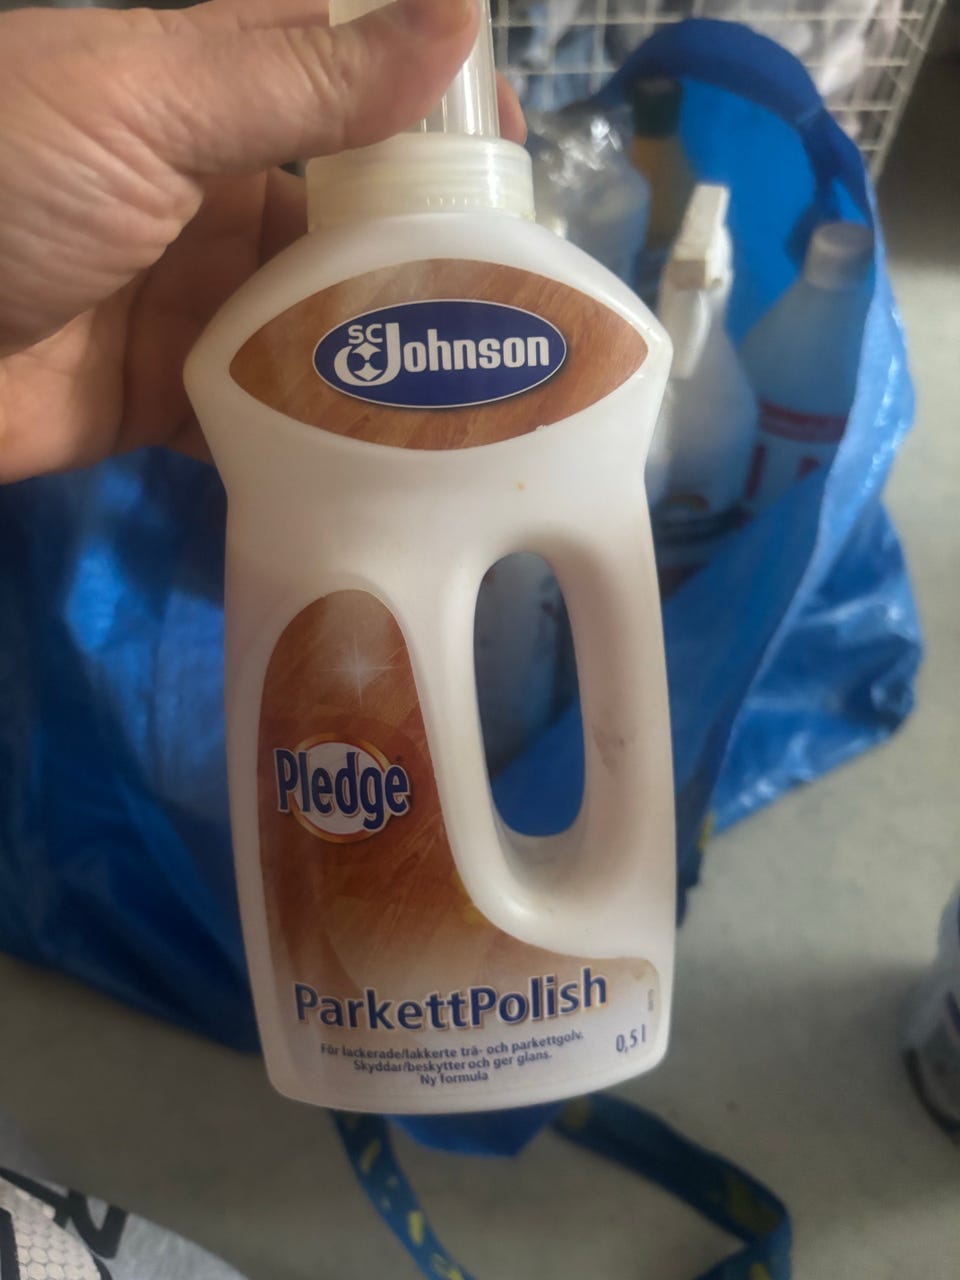 SC Johnson
Pledge
ParkettPolish
För lackerade/lakkerte trä- och parkettgolv.
Skyddar/beskytter och ger glans.
Ny formula
0,5 l